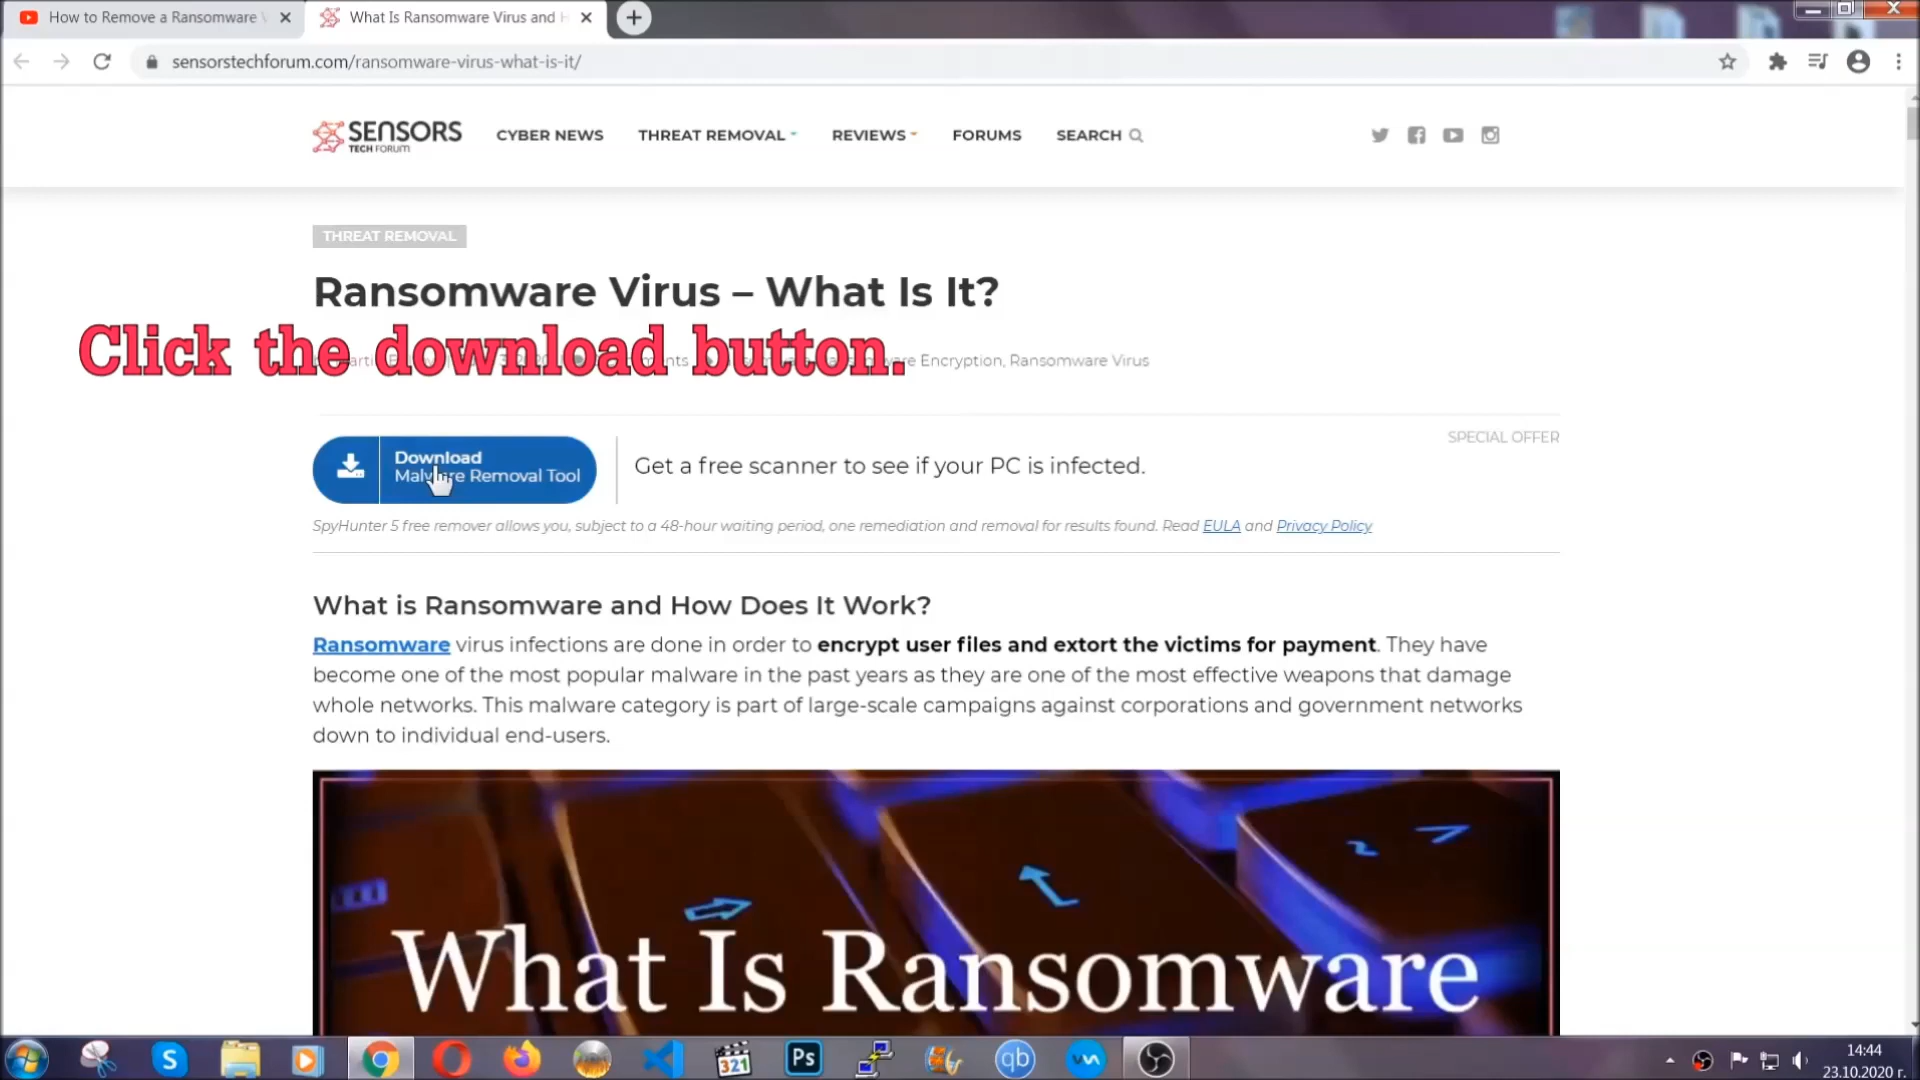 How to Remove a Ransomware
What Is Ransomware Virus and
sensorstechforum.com/ransomware-virus-what-is-it/
SENSORS
TECH FORUM
CYBER NEWS
THREAT REMOVAL
REVIEWS
FORUMS
SEARCH
THREAT REMOVAL
Ransomware Virus – What Is It?
Click the download button.
Encryption, Ransomware Virus
SPECIAL OFFER
Download
Malware Removal Tool
Get a free scanner to see if your PC is infected.
SpyHunter 5 free remover allows you, subject to a 48-hour waiting period, one remediation and removal for results found. Read EULA and Privacy Policy
What is Ransomware and How Does It Work?
Ransomware virus infections are done in order to encrypt user files and extort the victims for payment. They have
become one of the most popular malware in the past years as they are one of the most effective weapons that damage
whole networks. This malware category is part of large-scale campaigns against corporations and government networks
down to individual end-users.
What Is Ransomware
S
321
Ps
qb
14:44
23.10.2020 г.